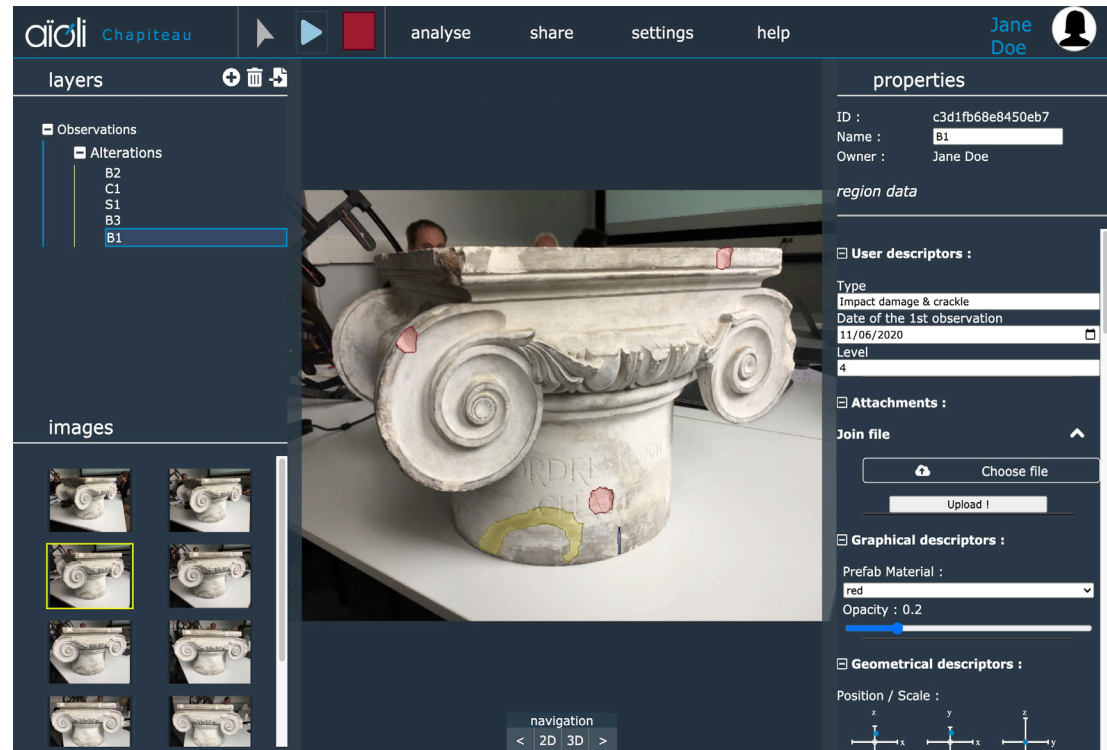 aïoli Chapiteau
analyse share settings help
Jane
Doe
layers
Observations
Alterations
B2
C1
S1
B3
B1
images
ORDRE
navigation
< 2D 3D >
properties
ID : c3d1fb68e8450eb7
Name : B1
Owner : Jane Doe
region data
User descriptors :
Type
Impact damage & crackle
Date of the 1st observation
11/06/2020
Level
4
Attachments :
Join file
Choose file
Upload !
Graphical descriptors :
Prefab Material :
red
Opacity : 0.2
Geometrical descriptors :
Position / Scale :
z y z
x x y